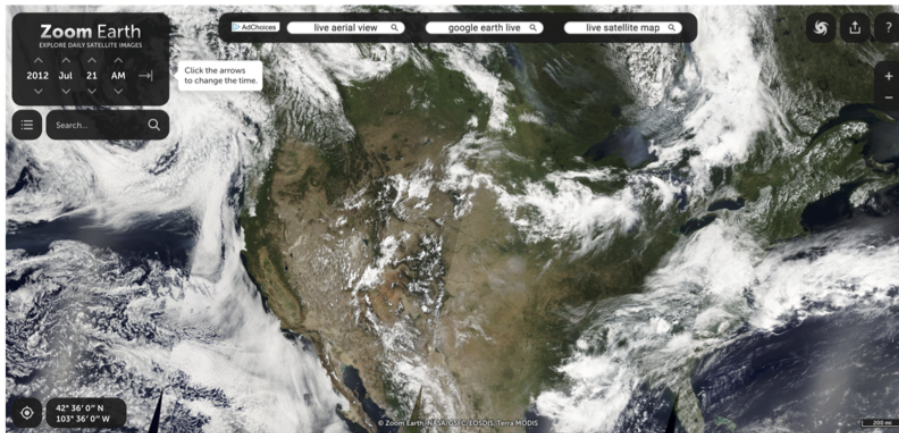 Zoom Earth
EXPLORE DAILY SATELLITE IMAGES
2012 Jul 21 AM
Click the arrows
to change the time.
Search...
AdChoices
live aerial view
google earth live
live satellite map
?
+
−
42° 36′ 0″ N
103° 36′ 0″ W
© Zoom Earth, NASA/GSFC/EOSDIS, Terra MODIS
200 mi